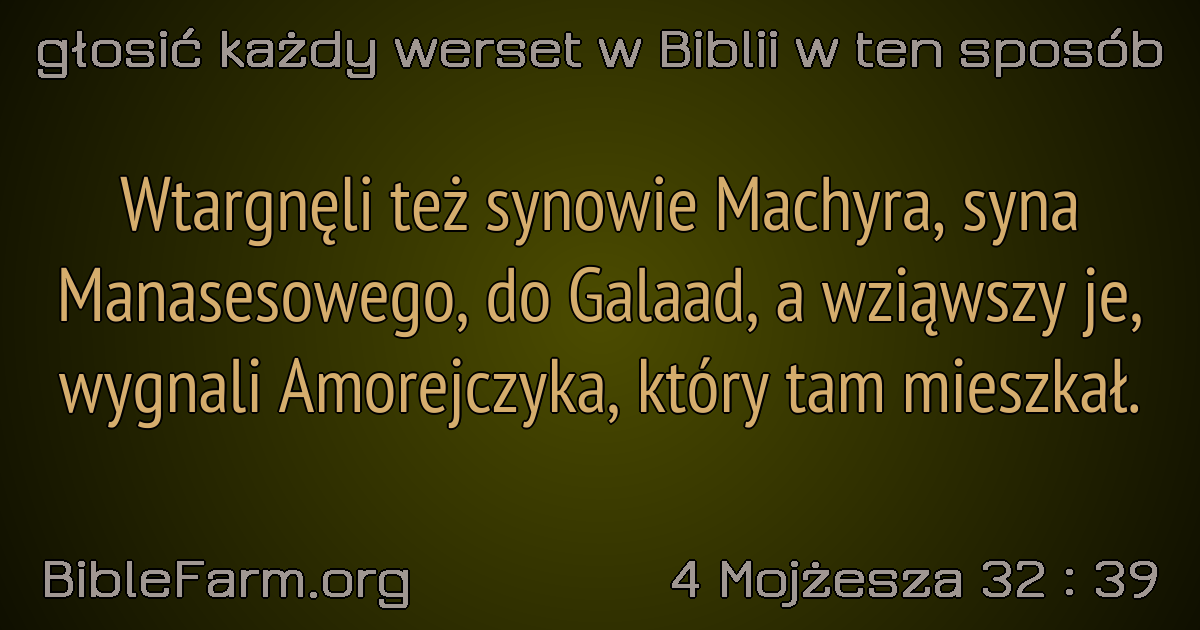 głosić każdy werset w Biblii w ten sposób
Wtargnęli też synowie Machyra, syna
Manasesowego, do Galaad, a wziąwszy je,
wygnali Amorejczyka, który tam mieszkał.
BibleFarm.org
4 Mojżesza 32 : 39